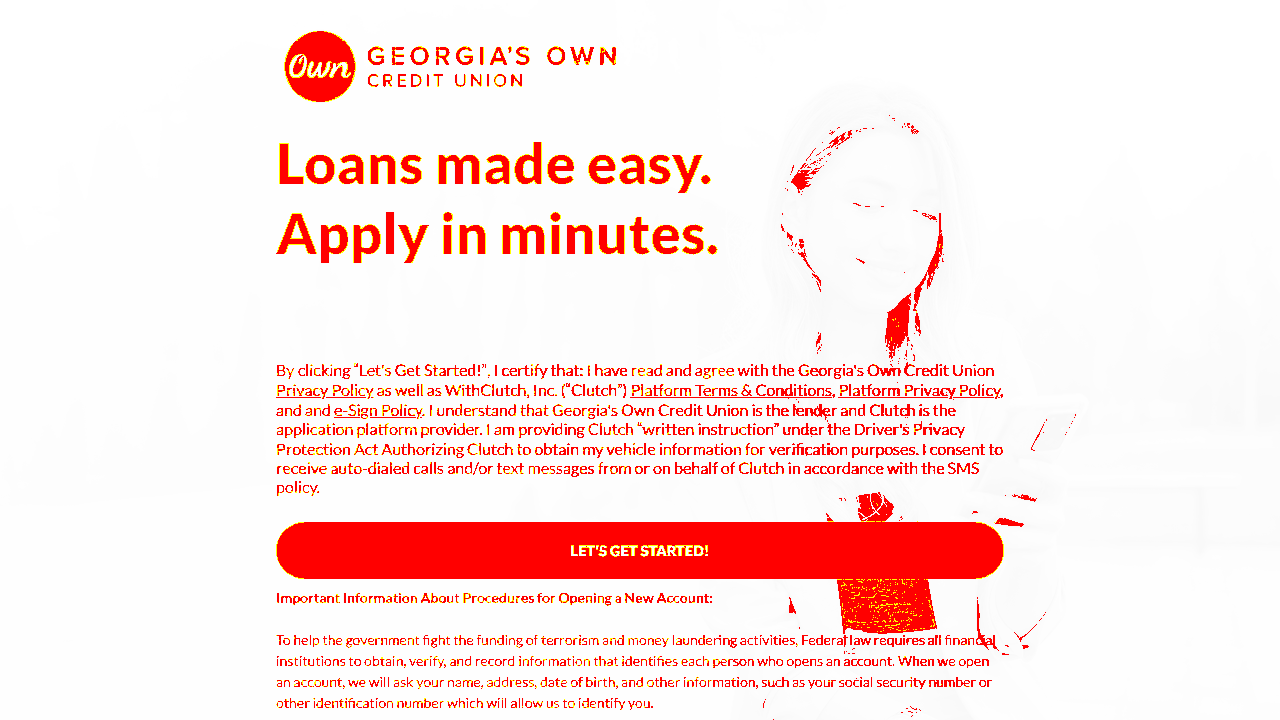 Own GEORGIA'S OWN
CREDIT UNION
Loans made easy.
Apply in minutes.
By clicking “Let's Get Started!”, I certify that: I have read and agree with the Georgia's Own Credit Union
Privacy Policy as well as WithClutch, Inc. (“Clutch”) Platform Terms & Conditions, Platform Privacy Policy,
and and e-Sign Policy. I understand that Georgia's Own Credit Union is the lender and Clutch is the
application platform provider. I am providing Clutch “written instruction” under the Driver's Privacy
Protection Act Authorizing Clutch to obtain my vehicle information for verification purposes. I consent to
receive auto-dialed calls and/or text messages from or on behalf of Clutch in accordance with the SMS
policy.
LET'S GET STARTED!
Important Information About Procedures for Opening a New Account:
To help the government fight the funding of terrorism and money laundering activities, Federal law requires all financial
institutions to obtain, verify, and record information that identifies each person who opens an account. When we open
an account, we will ask your name, address, date of birth, and other information, such as your social security number or
other identification number which will allow us to identify you.